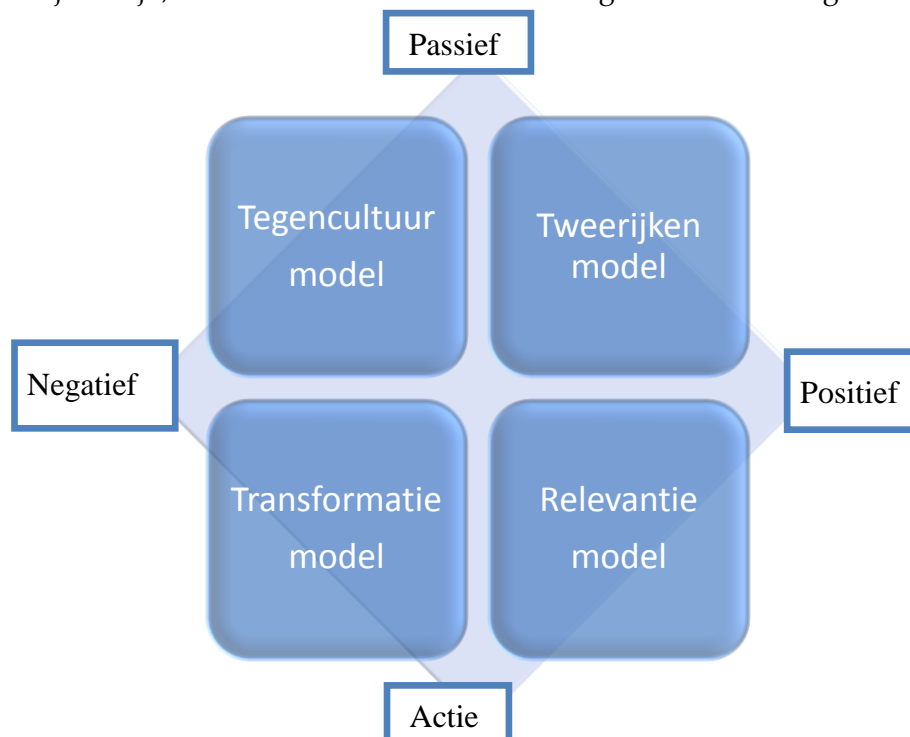 Passief
Tegencultuur
model
Tweerijken
model
Negatief
Positief
Transformatie
model
Relevantie
model
Actie